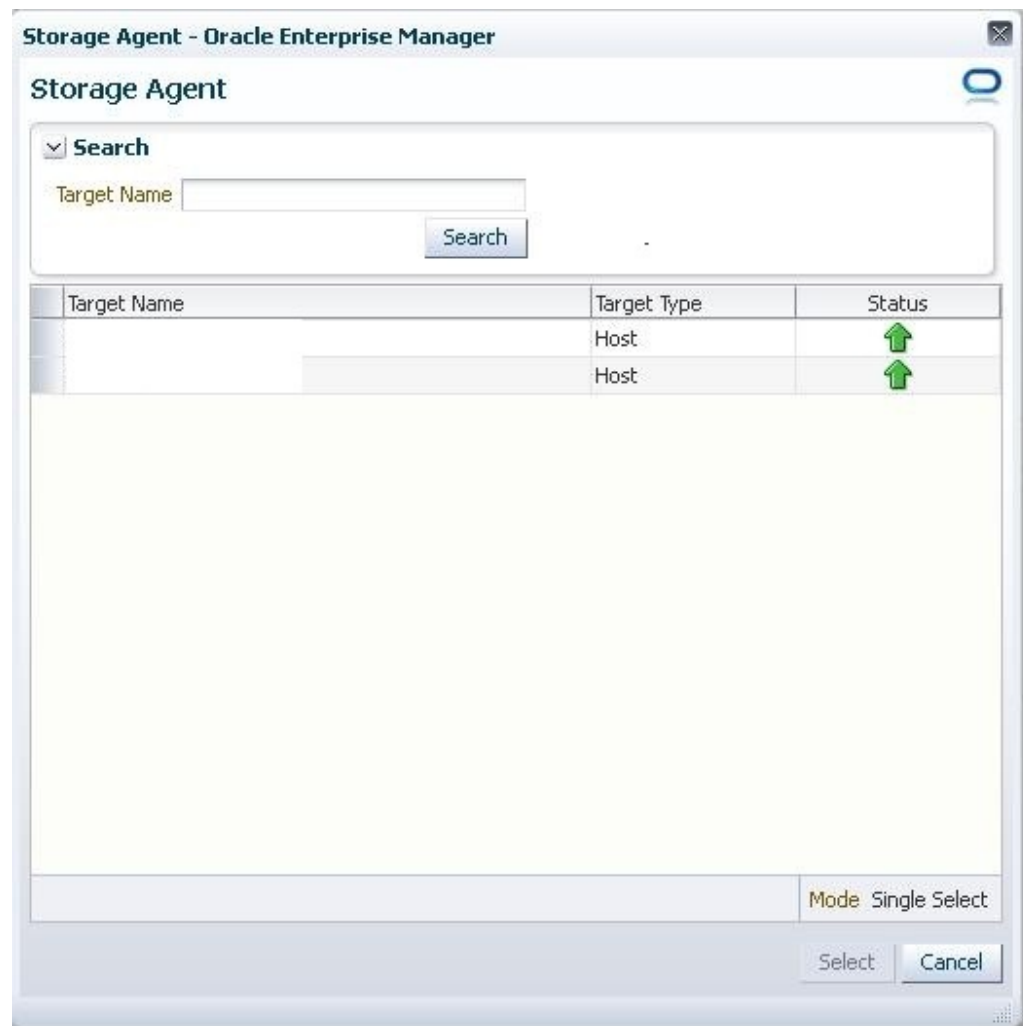 Storage Agent - Oracle Enterprise Manager
Storage Agent
Search
Target Name
Search
Target Name Target Type Status
Host
Host
Mode Single Select
Select Cancel